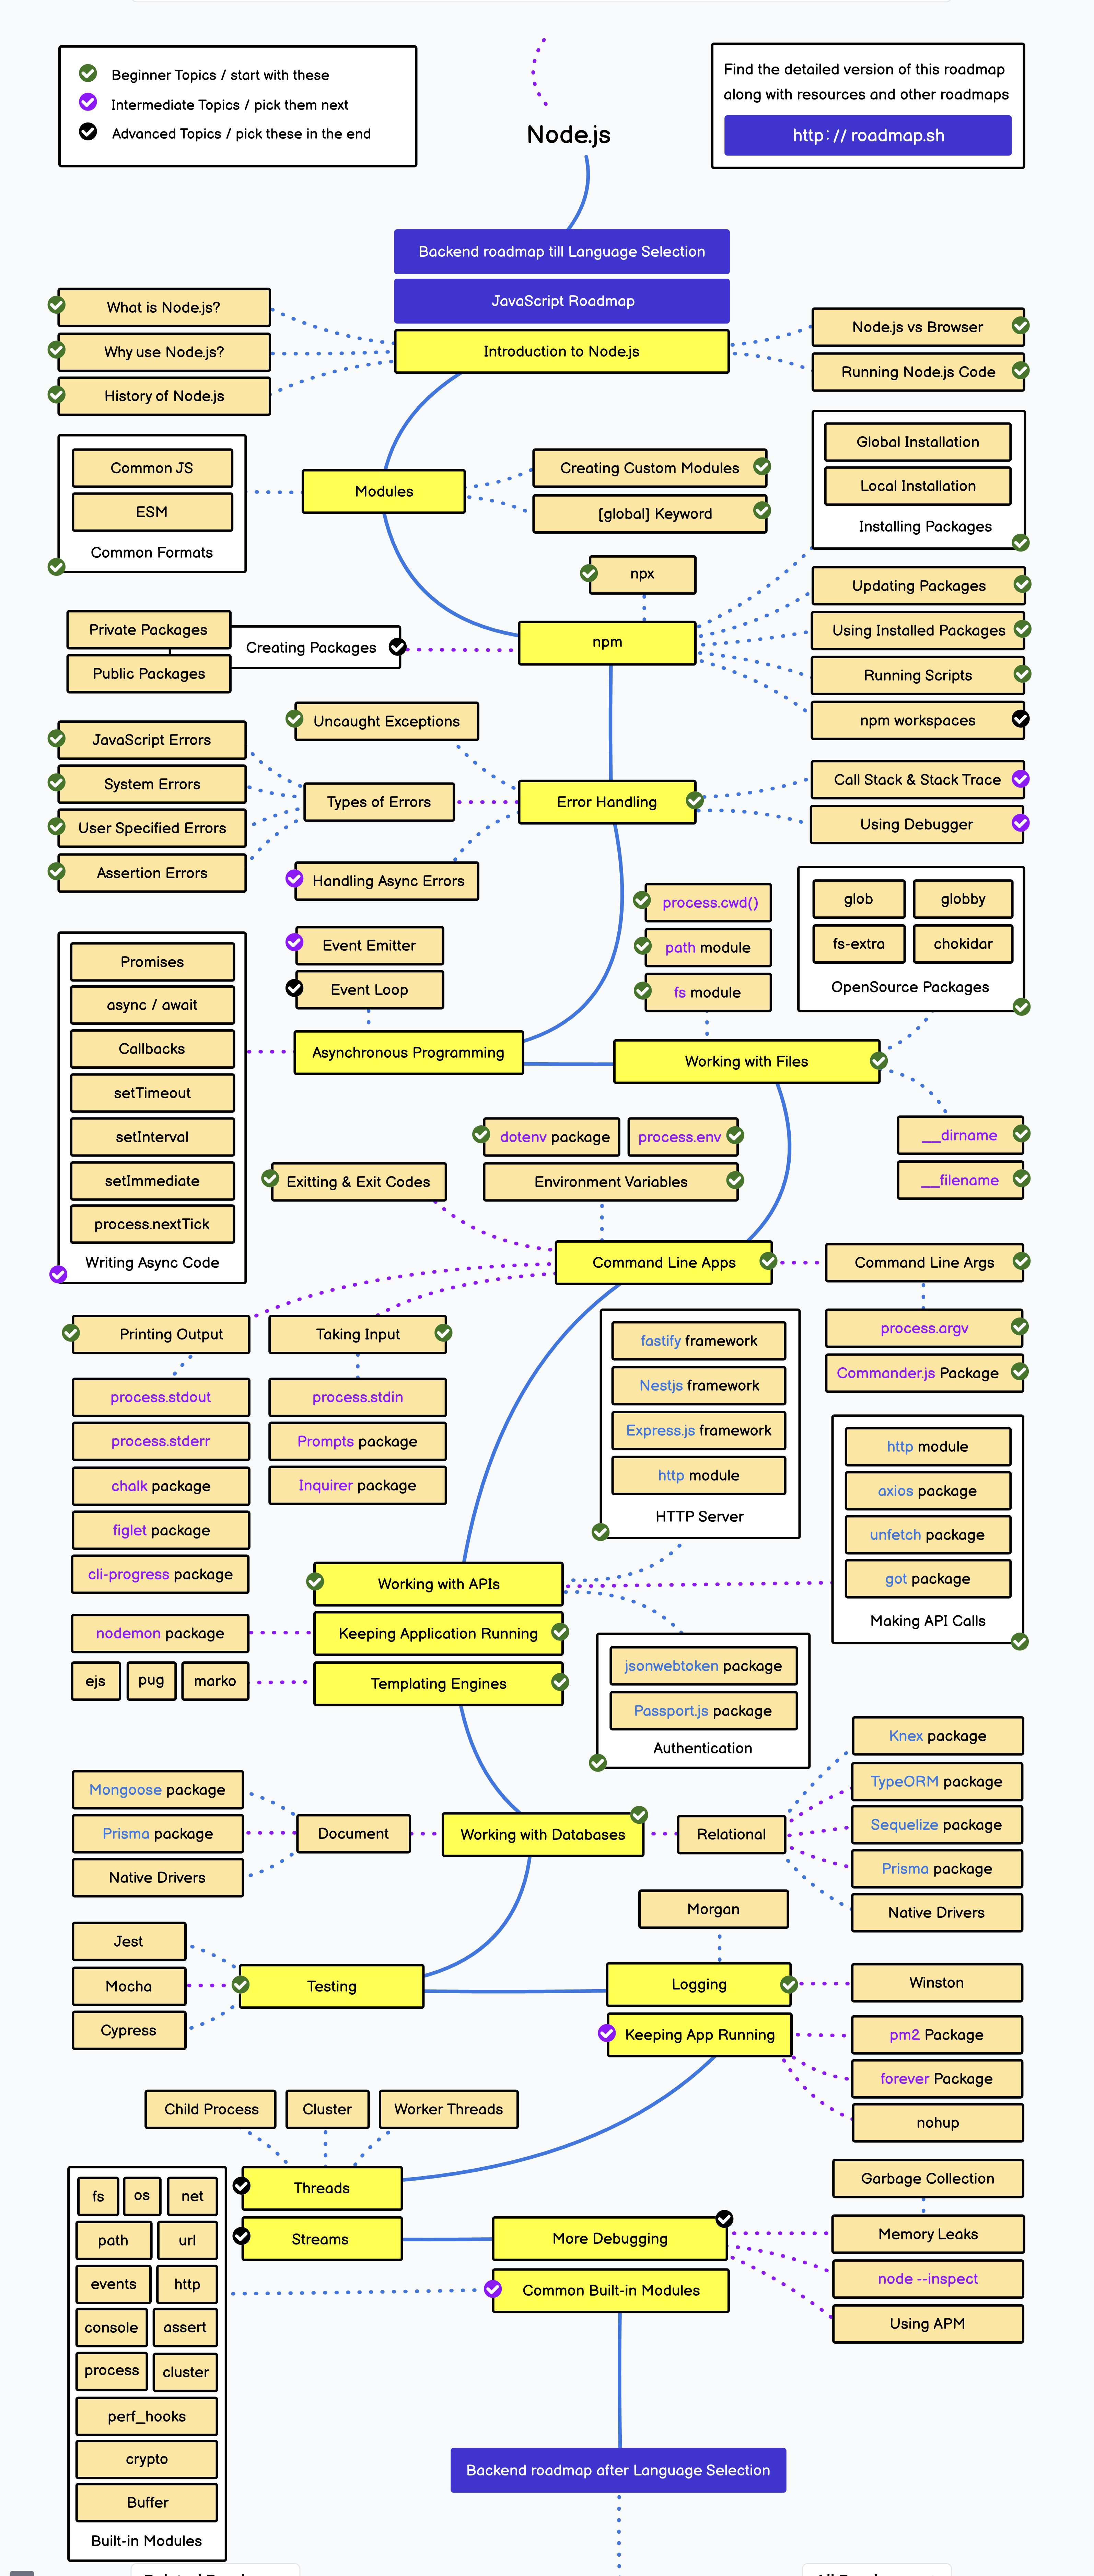 Beginner Topics / start with these
Intermediate Topics / pick them next
Advanced Topics / pick these in the end
Find the detailed version of this roadmap
along with resources and other roadmaps
http://roadmap.sh
Node.js
Backend roadmap till Language Selection
JavaScript Roadmap
Introduction to Node.js
What is Node.js?
Why use Node.js?
History of Node.js
Node.js vs Browser
Running Node.js Code
Common JS
ESM
Common Formats
Modules
Creating Custom Modules
[global] Keyword
Global Installation
Local Installation
Installing Packages
npx
npm
Updating Packages
Using Installed Packages
Running Scripts
npm workspaces
Private Packages
Public Packages
Creating Packages
Uncaught Exceptions
JavaScript Errors
System Errors
User Specified Errors
Assertion Errors
Types of Errors
Error Handling
Handling Async Errors
Call Stack & Stack Trace
Using Debugger
process.cwd()
path module
fs module
glob
globby
fs-extra
chokidar
OpenSource Packages
Event Emitter
Event Loop
Promises
async / await
Callbacks
setTimeout
setInterval
setImmediate
process.nextTick
Writing Async Code
Asynchronous Programming
Working with Files
__dirname
__filename
dotenv package
process.env
Exitting & Exit Codes
Environment Variables
Command Line Apps
Command Line Args
process.argv
Commander.js Package
Printing Output
Taking Input
process.stdout
process.stderr
chalk package
figlet package
cli-progress package
process.stdin
Prompts package
Inquirer package
fastify framework
Nestjs framework
Express.js framework
http module
HTTP Server
http module
axios package
unfetch package
got package
Making API Calls
Working with APIs
Keeping Application Running
Templating Engines
nodemon package
ejs
pug
marko
jsonwebtoken package
Passport.js package
Authentication
Mongoose package
Prisma package
Native Drivers
Document
Working with Databases
Relational
Knex package
TypeORM package
Sequelize package
Prisma package
Native Drivers
Morgan
Jest
Mocha
Cypress
Testing
Logging
Winston
Keeping App Running
pm2 Package
forever Package
nohup
Child Process
Cluster
Worker Threads
Threads
Streams
More Debugging
Common Built-in Modules
Garbage Collection
Memory Leaks
node --inspect
Using APM
fs
os
net
path
url
events
http
console
assert
process
cluster
perf_hooks
crypto
Buffer
Built-in Modules
Backend roadmap after Language Selection